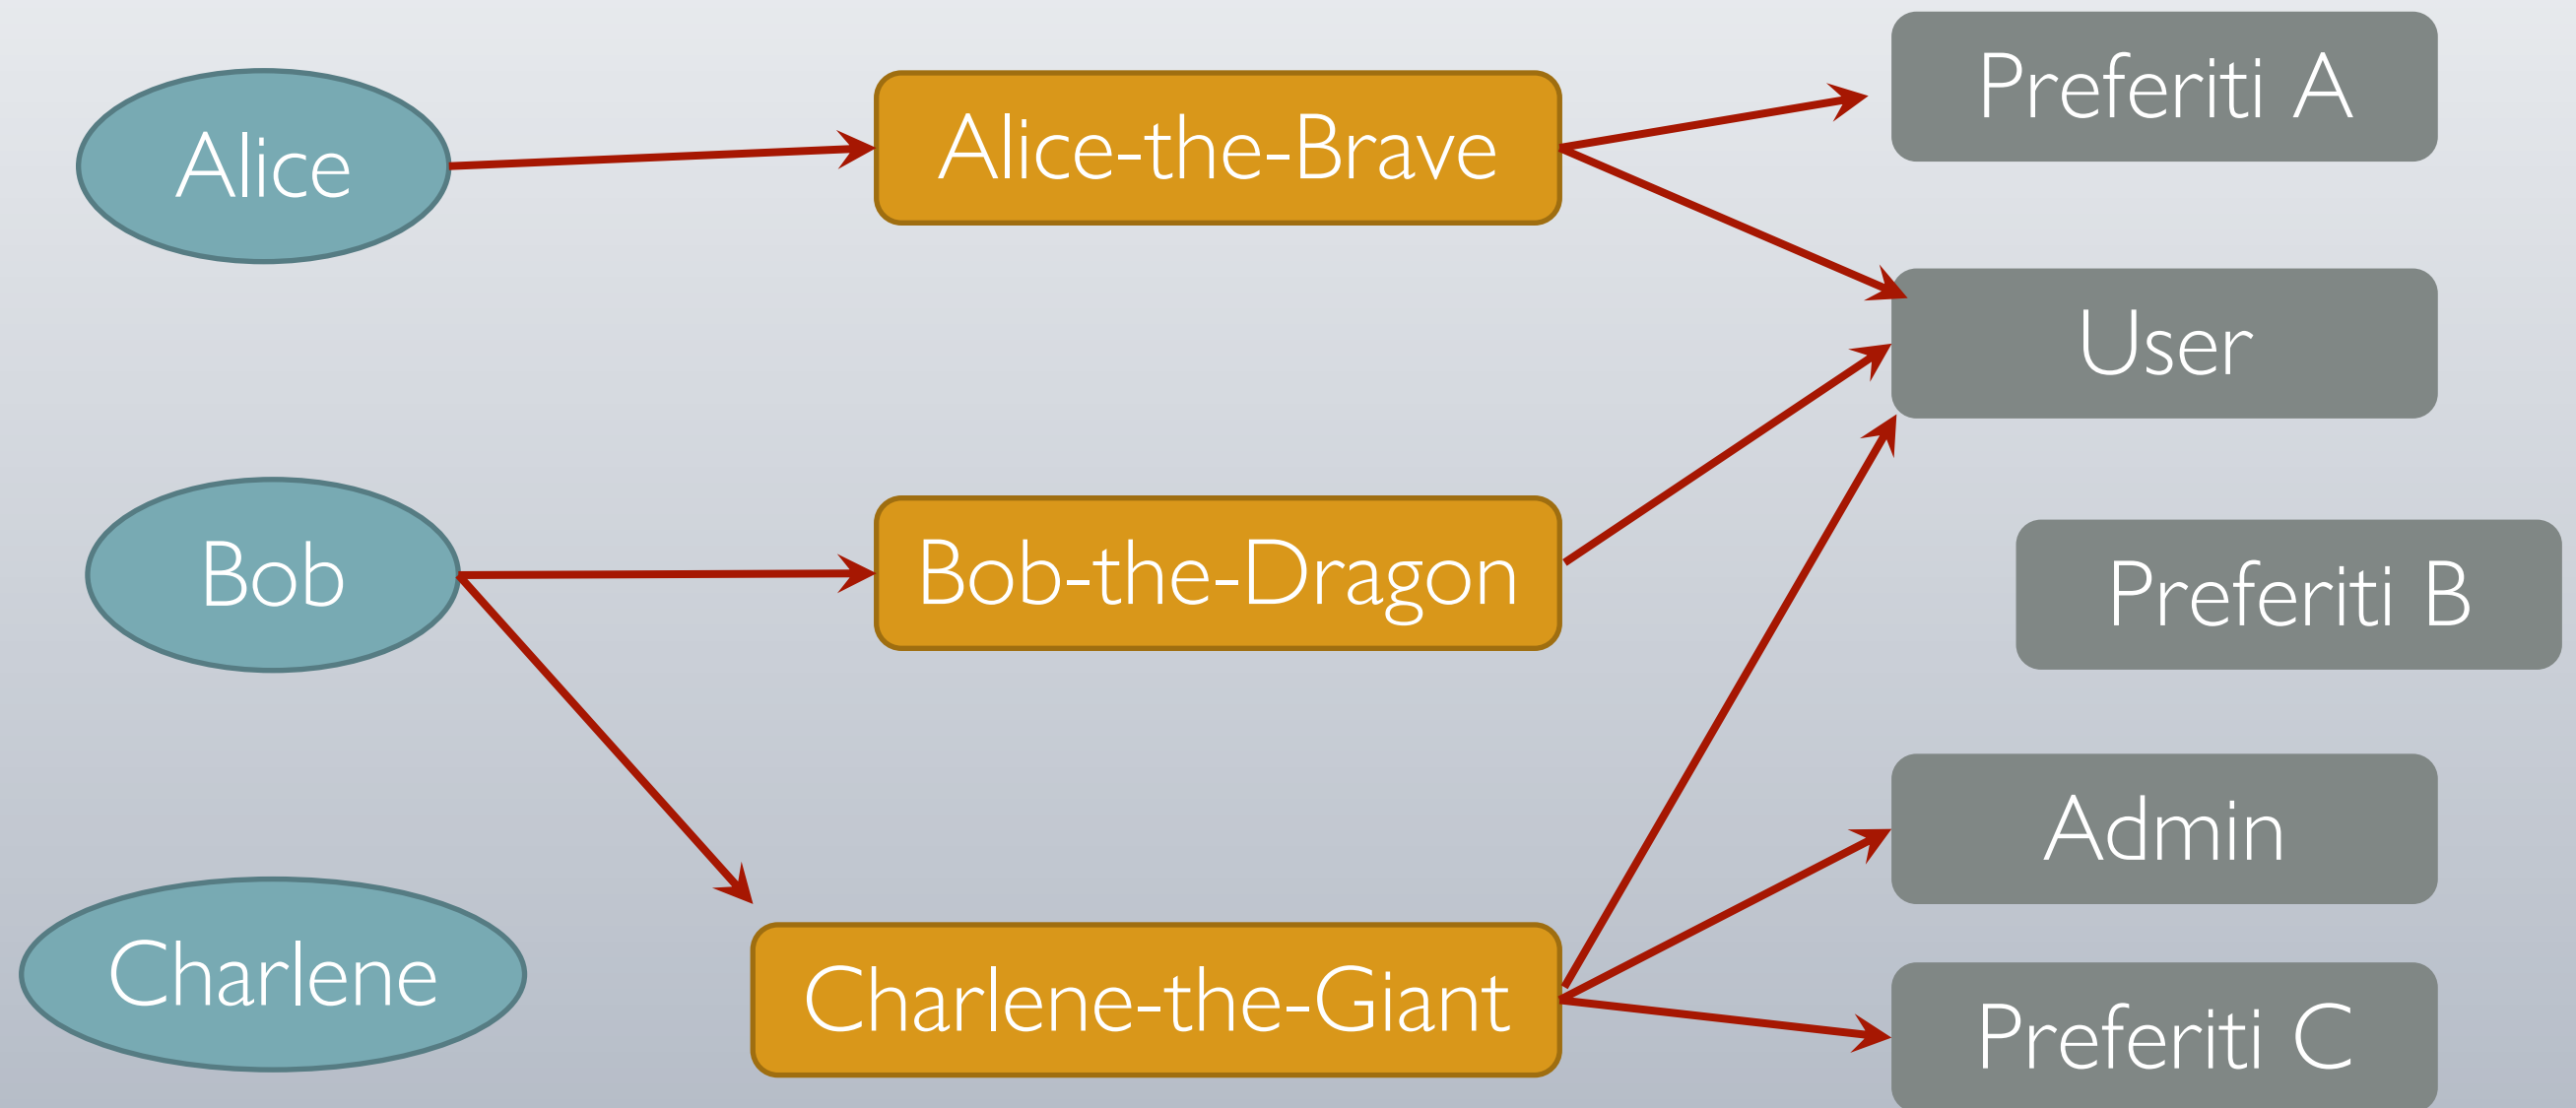 Alice
Alice-the-Brave
Preferiti A
User
Bob
Bob-the-Dragon
Preferiti B
Admin
Charlene
Charlene-the-Giant
Preferiti C